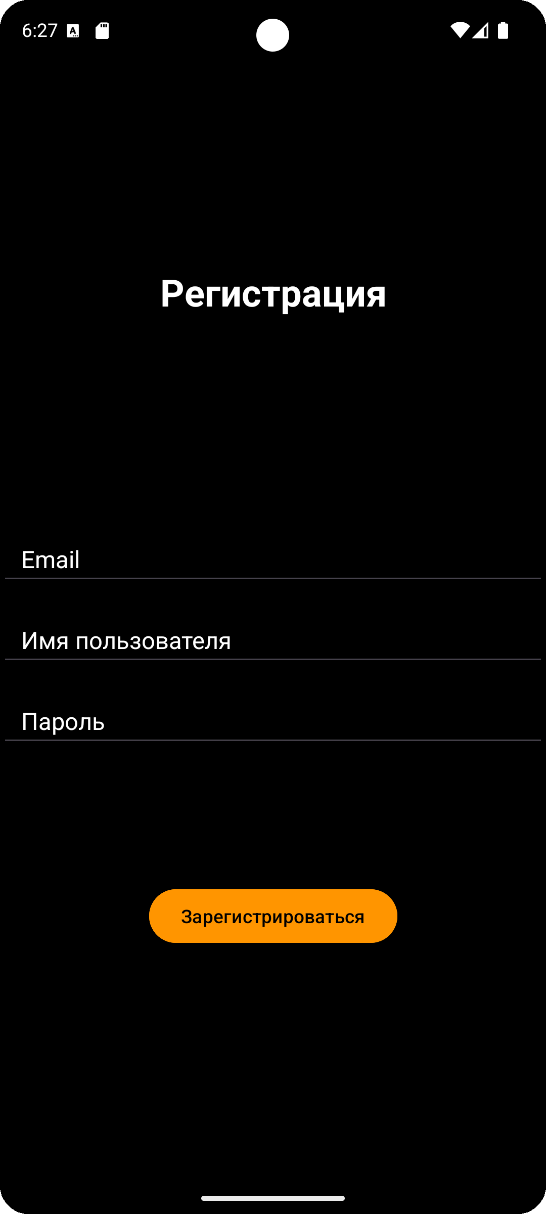 6:27
Регистрация
Email
Имя пользователя
Пароль
Зарегистрироваться